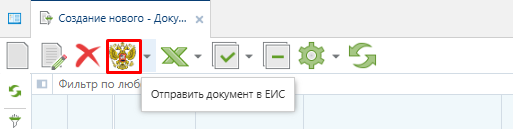 Создание нового - Доку...
Фильтр по люб
Отправить документ в ЕИС